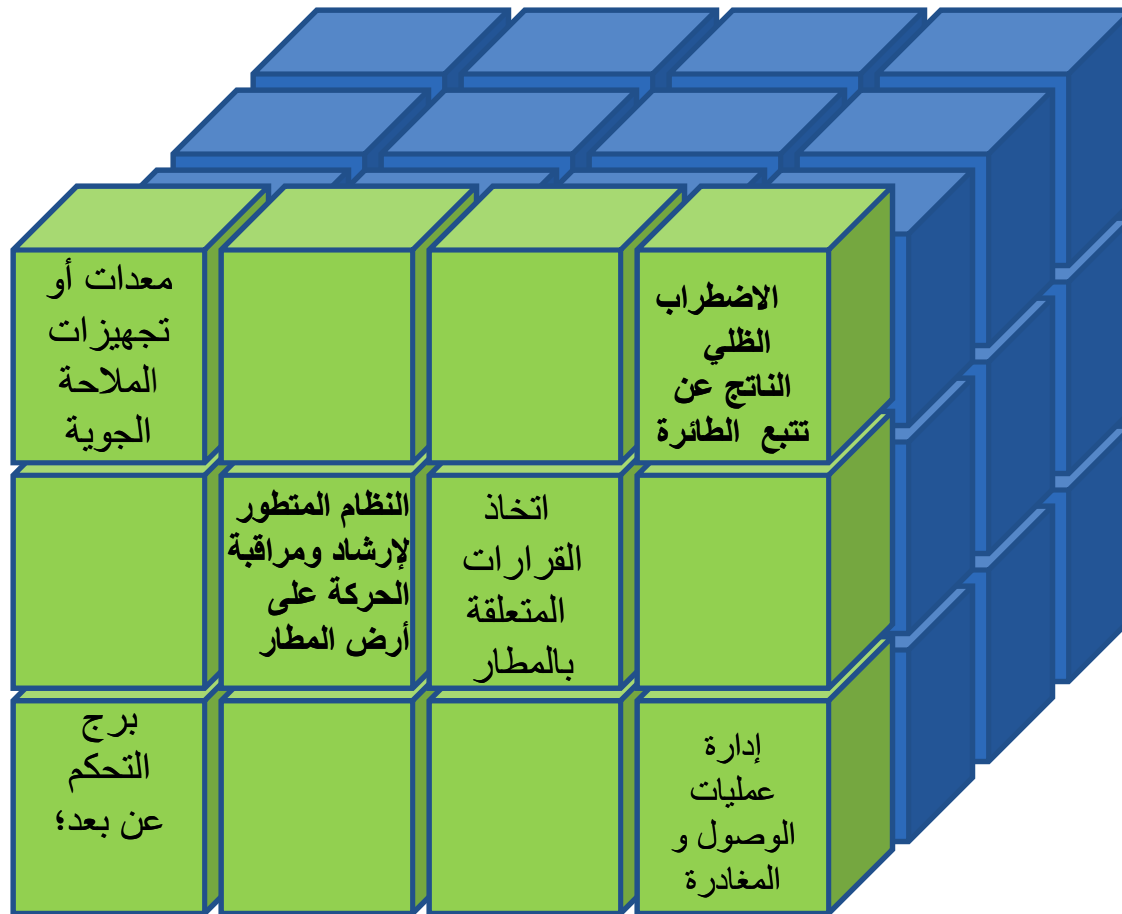 الاضطراب
الظلي
الناتج عن
تتبع الطائرة
معدات أو
تجهيزات
الملاحة
الجوية
اتخاذ
القرارات
المتعلقة
بالمطار
النظام المتطور
لإرشاد ومراقبة
الحركة على
أرض المطار
إدارة
عمليات
الوصول و
المغادرة
برج
التحكم
عن بعد؛